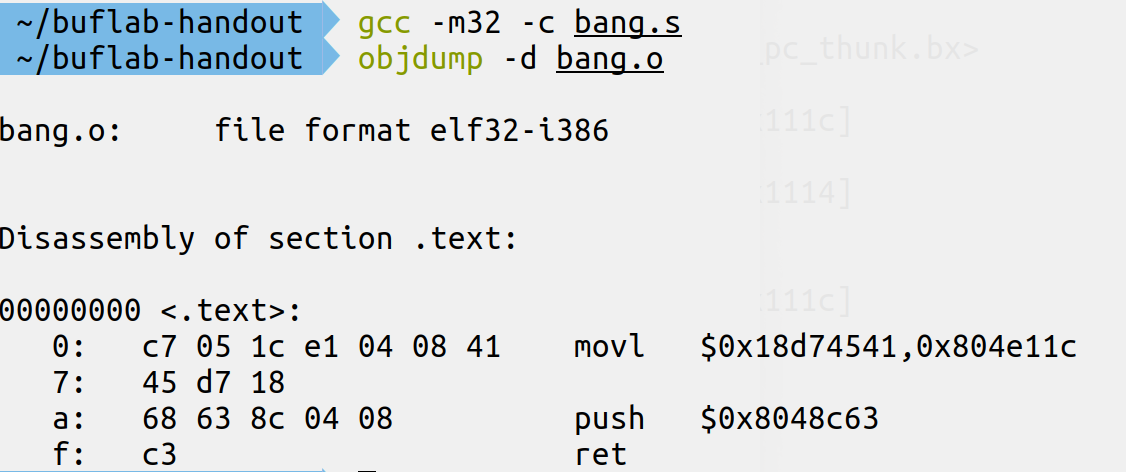 ~/buflab-handout gcc -m32 -c bang.s
~/buflab-handout objdump -d bang.o
_pc_thunk.bx>
111c]
bang.o: file format elf32-i386
1114]
Disassembly of section .text:
111c]
00000000 <.text>:
0: c7 05 1c e1 04 08 41 movl $0x18d74541,0x804e11c
7: 45 d7 18
a: 68 63 8c 04 08 push $0x8048c63
f: c3 ret